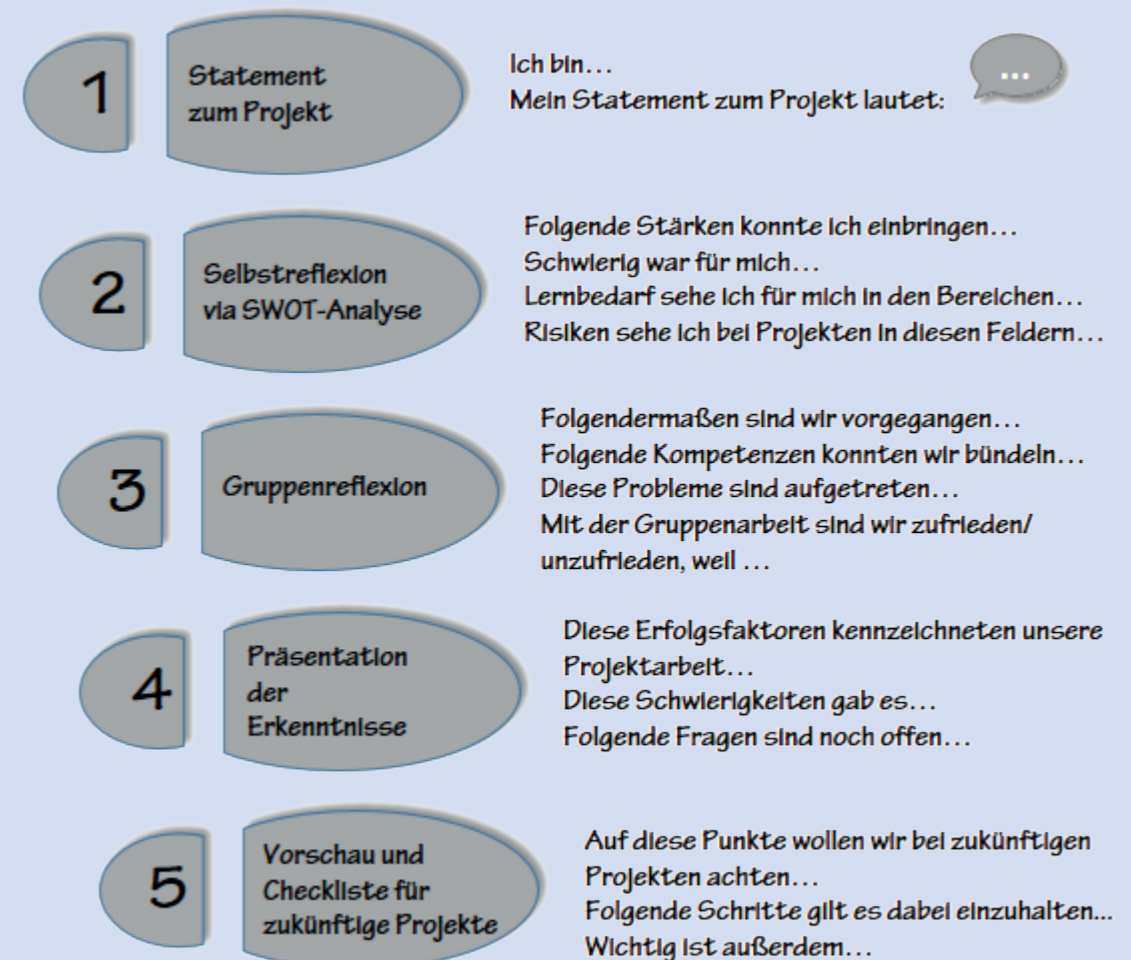 1
Statement
zum Projekt
Ich bin...
Mein Statement zum Projekt lautet:
...
2
Selbstreflexion
via SWOT-Analyse
Folgende Stärken konnte ich einbringen...
Schwierig war für mich...
Lernbedarf sehe ich für mich in den Bereichen...
Risiken sehe ich bei Projekten in diesen Feldern...
3
Gruppenreflexion
Folgendermaßen sind wir vorgegangen...
Folgende Kompetenzen konnten wir bündeln...
Diese Probleme sind aufgetreten...
Mit der Gruppenarbeit sind wir zufrieden/
unzufrieden, weil ...
4
Präsentation
der
Erkenntnisse
Diese Erfolgsfaktoren kennzeichneten unsere
Projektarbeit...
Diese Schwierigkeiten gab es...
Folgende Fragen sind noch offen...
5
Vorschau und
Checkliste für
zukünftige Projekte
Auf diese Punkte wollen wir bei zukünftigen
Projekten achten...
Folgende Schritte gilt es dabei einzuhalten...
Wichtig ist außerdem...